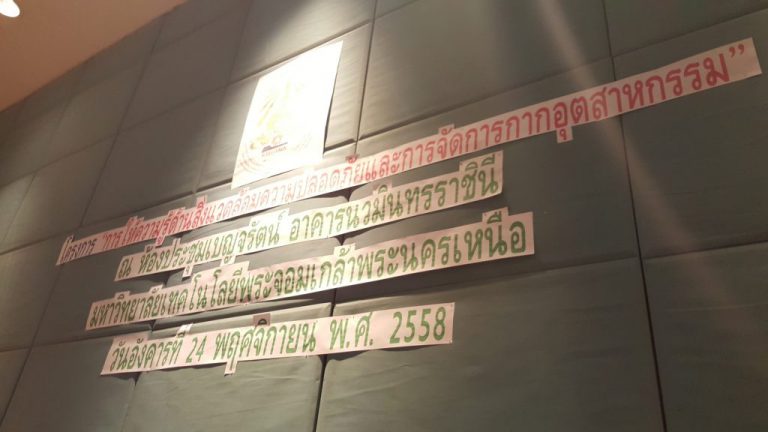 โครงการ "การให้ความรู้ด้านสิ่งแวดล้อมความปลอดภัยและการจัดการกากอุตสาหกรรม"
ณ ห้องประชุมเบญจรัตน์ อาคารนวมินทรราชินี
มหาวิทยาลัยเทคโนโลยีพระจอมเกล้าพระนครเหนือ
วันอังคารที่ 24 พฤศจิกายน พ.ศ. 2558